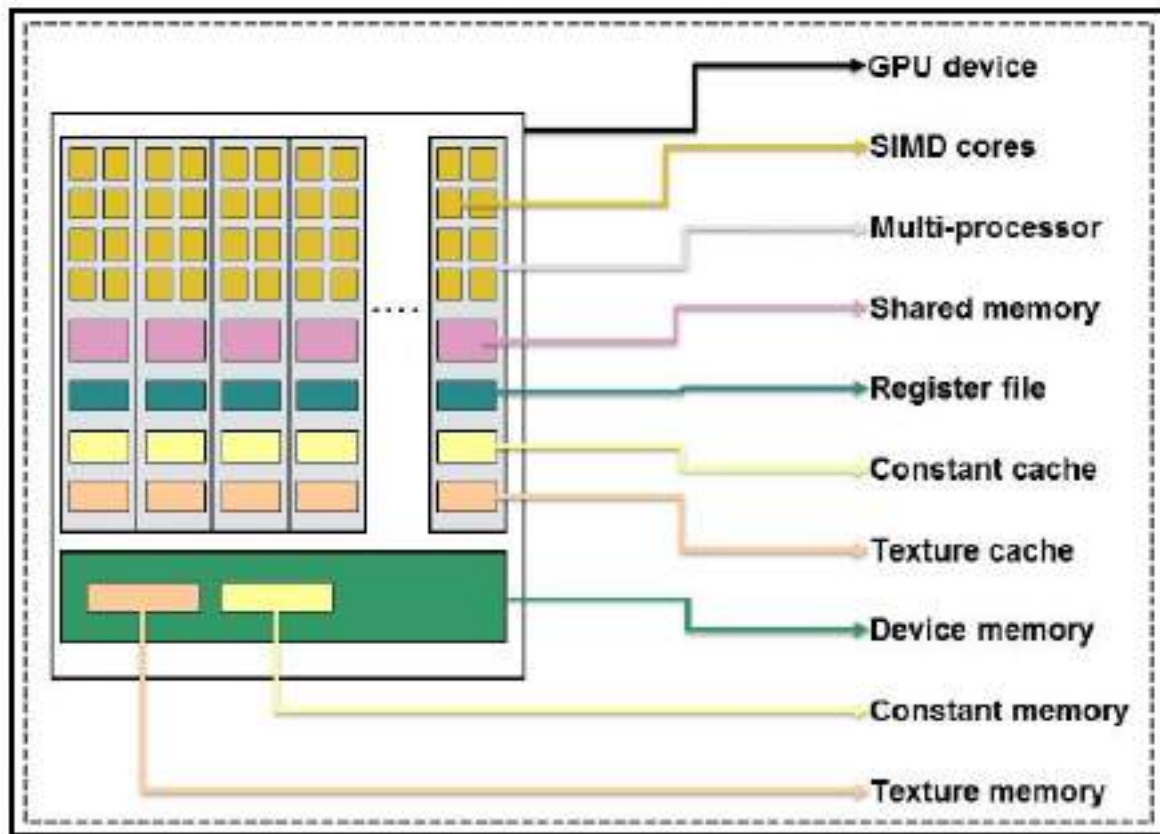 GPU device
SIMD cores
Multi-processor
Shared memory
Register file
Constant cache
Texture cache
Device memory
Constant memory
Texture memory